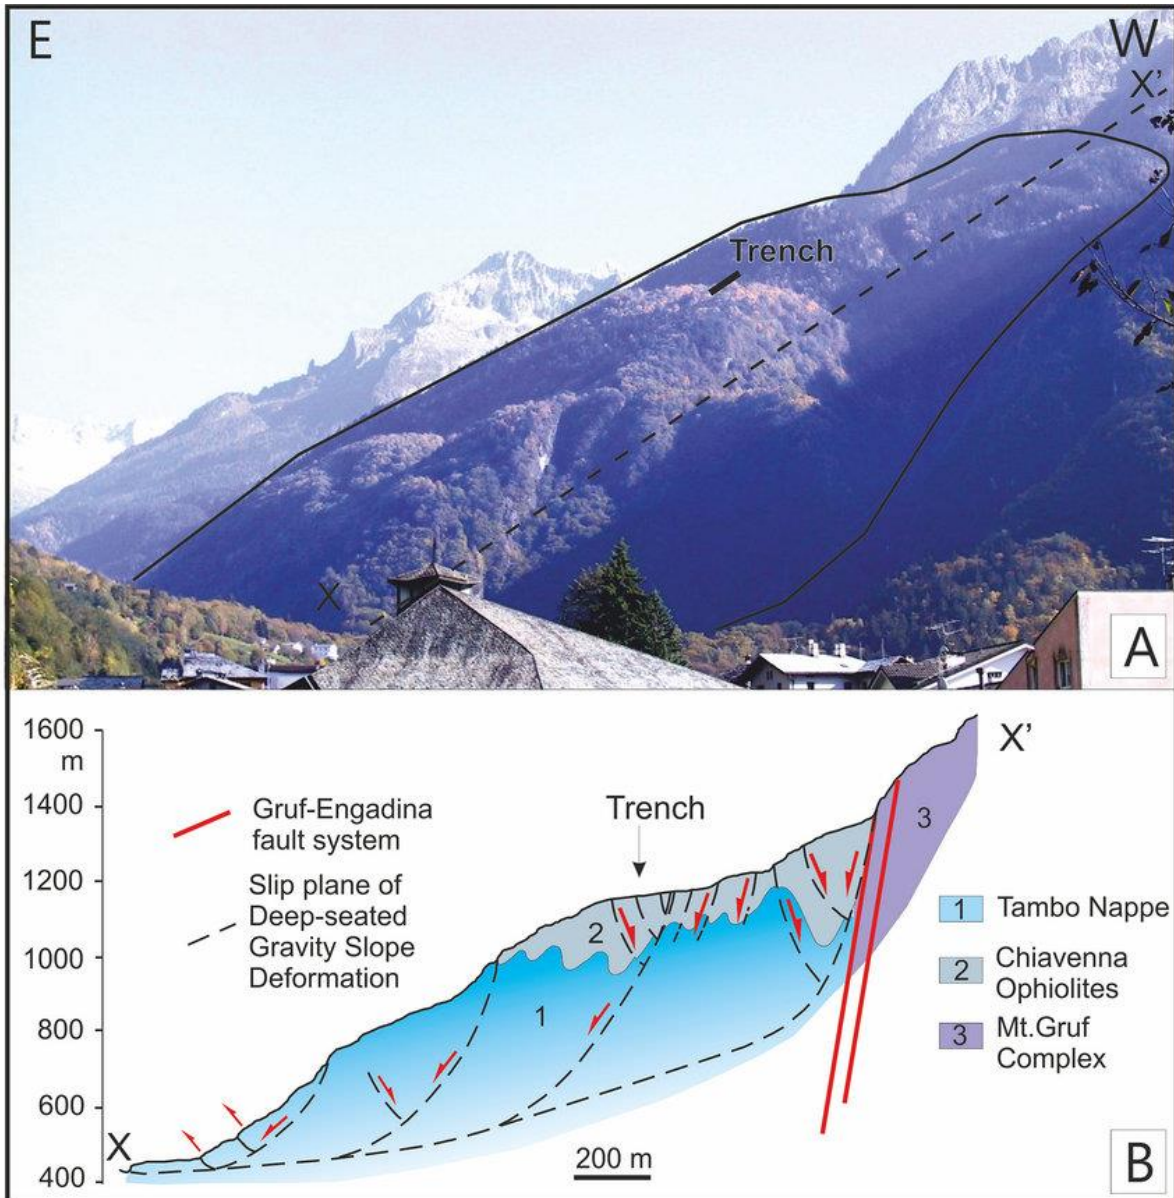 E
W
X'
Trench
X
A
1600
m
1400
1200
1000
800
600
400
X'
Gruf-Engadina
fault system
Trench
Slip plane of
Deep-seated
Gravity Slope
Deformation
3
2
1
1 Tambo Nappe
2 Chiavenna
Ophiolites
3 Mt.Gruf
Complex
X
200 m
B